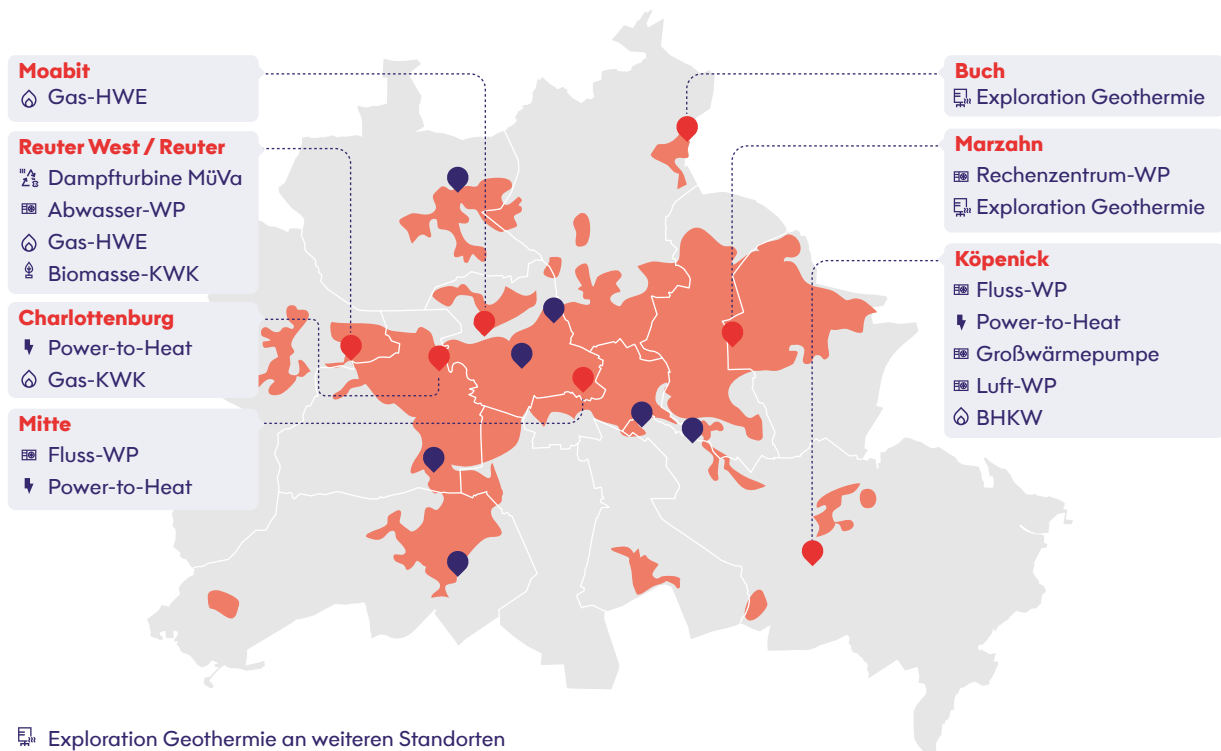 Moabit
Gas-HWE
Reuter West / Reuter
Dampfturbine MüVa
Abwasser-WP
Gas-HWE
Biomasse-KWK
Charlottenburg
Power-to-Heat
Gas-KWK
Mitte
Fluss-WP
Power-to-Heat
Buch
Exploration Geothermie
Marzahn
Rechenzentrum-WP
Exploration Geothermie
Köpenick
Fluss-WP
Power-to-Heat
Großwärmepumpe
Luft-WP
BHKW
Exploration Geothermie an weiteren Standorten